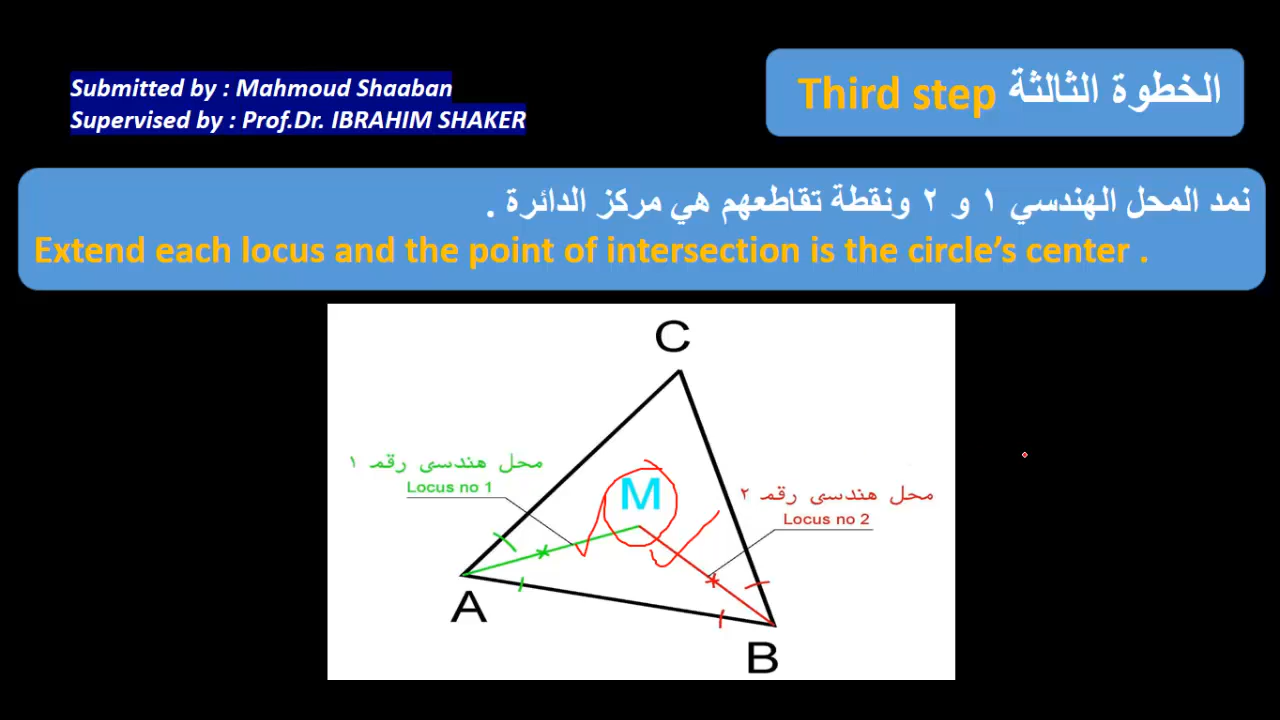 Submitted by : Mahmoud Shaaban
Supervised by : Prof.Dr. IBRAHIM SHAKER
الخطوة الثالثة Third step
نمد المحل الهندسي ١ و ٢ ونقطة تقاطعهم هي مركز الدائرة .
Extend each locus and the point of intersection is the circle’s center .
C
محل هندسى رقم ١
Locus no 1
M
محل هندسى رقم ٢
Locus no 2
A
B